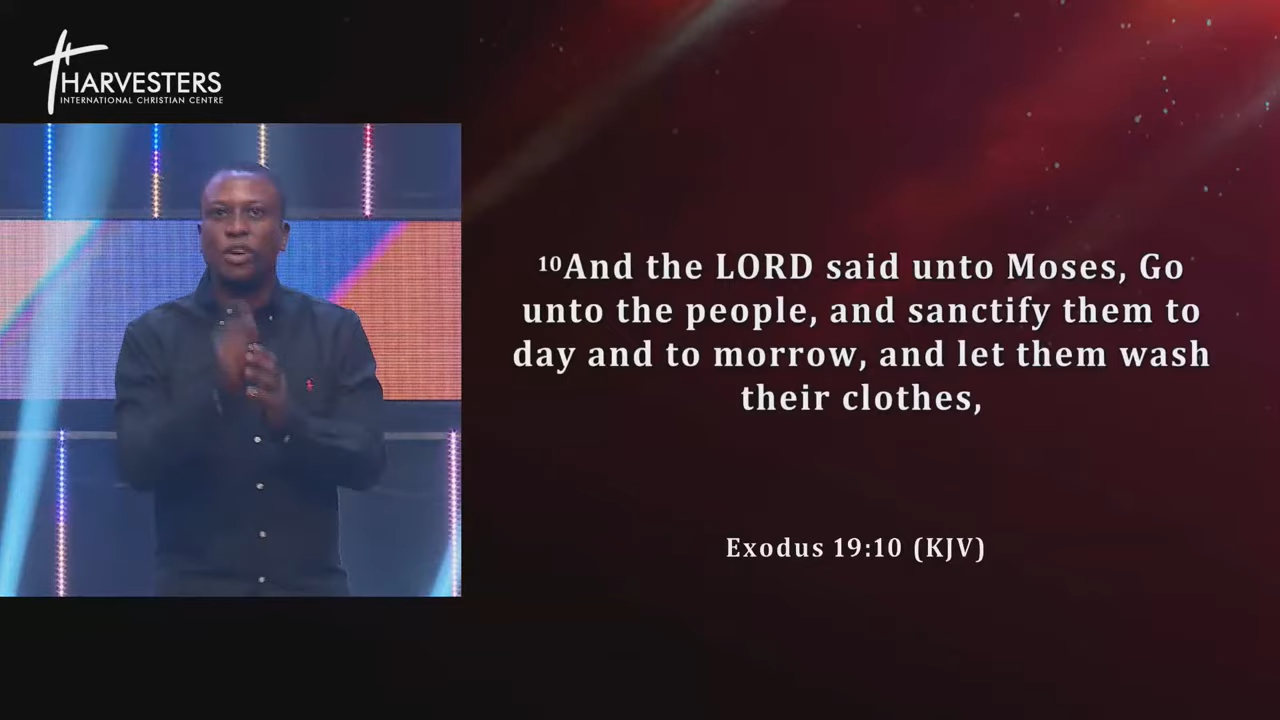 HARVESTERS
INTERNATIONAL CHRISTIAN CENTRE
¹⁰And the LORD said unto Moses, Go
unto the people, and sanctify them to
day and to morrow, and let them wash
their clothes,
Exodus 19:10 (KJV)